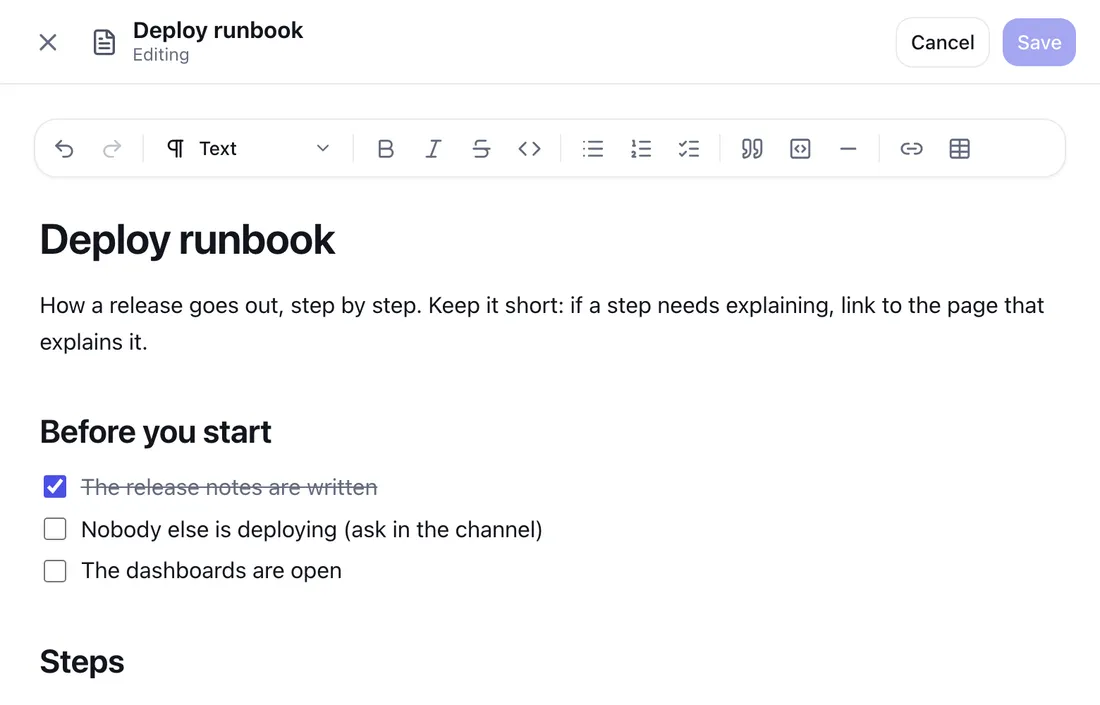 Deploy runbook
Editing
Cancel
Save
Text
Deploy runbook
How a release goes out, step by step. Keep it short: if a step needs explaining, link to the page that
explains it.
Before you start
The release notes are written
Nobody else is deploying (ask in the channel)
The dashboards are open
Steps